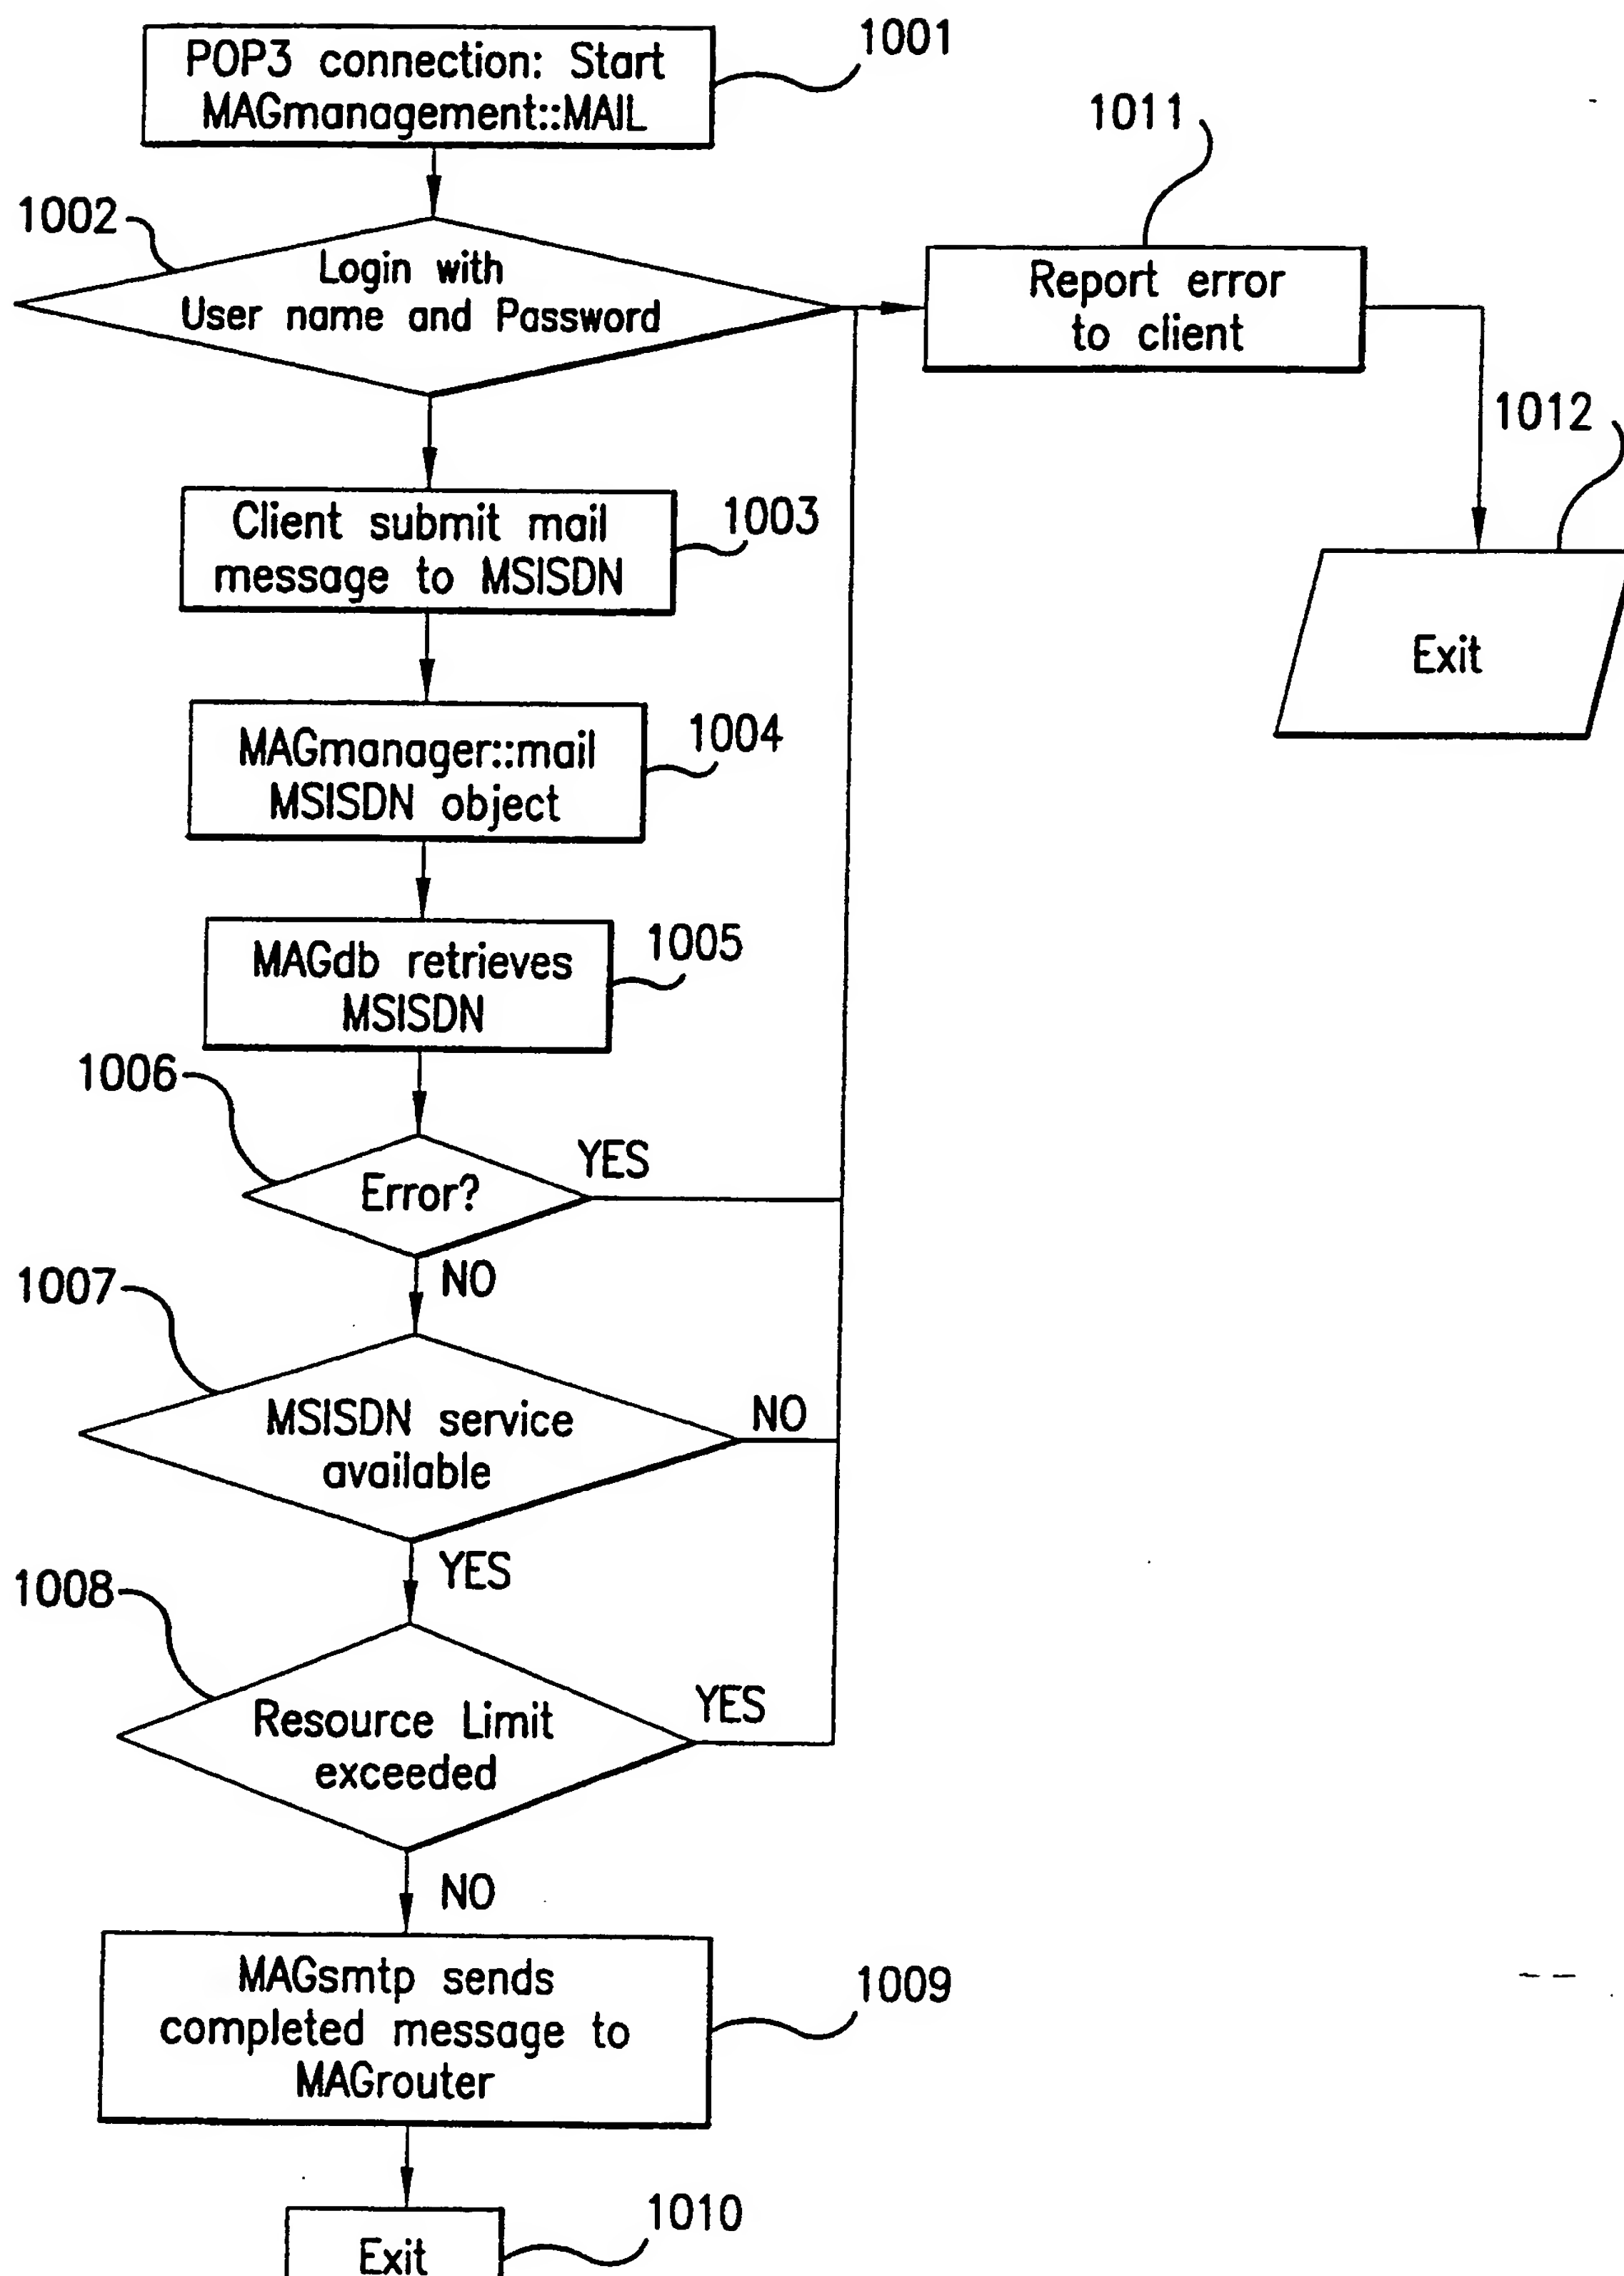 POP3 connection: Start
MAGmanagement::MAIL
1001
1011
1002
Login with
User name and Password
Report error
to client
1012
Client submit mail
message to MSISDN
1003
Exit
MAGmanager::mail
MSISDN object
1004
MAGdb retrieves
MSISDN
1005
1006
Error?
YES
NO
1007
MSISDN service
available
NO
YES
1008
Resource Limit
exceeded
YES
NO
MAGsmtp sends
completed message to
MAGrouter
1009
Exit
1010